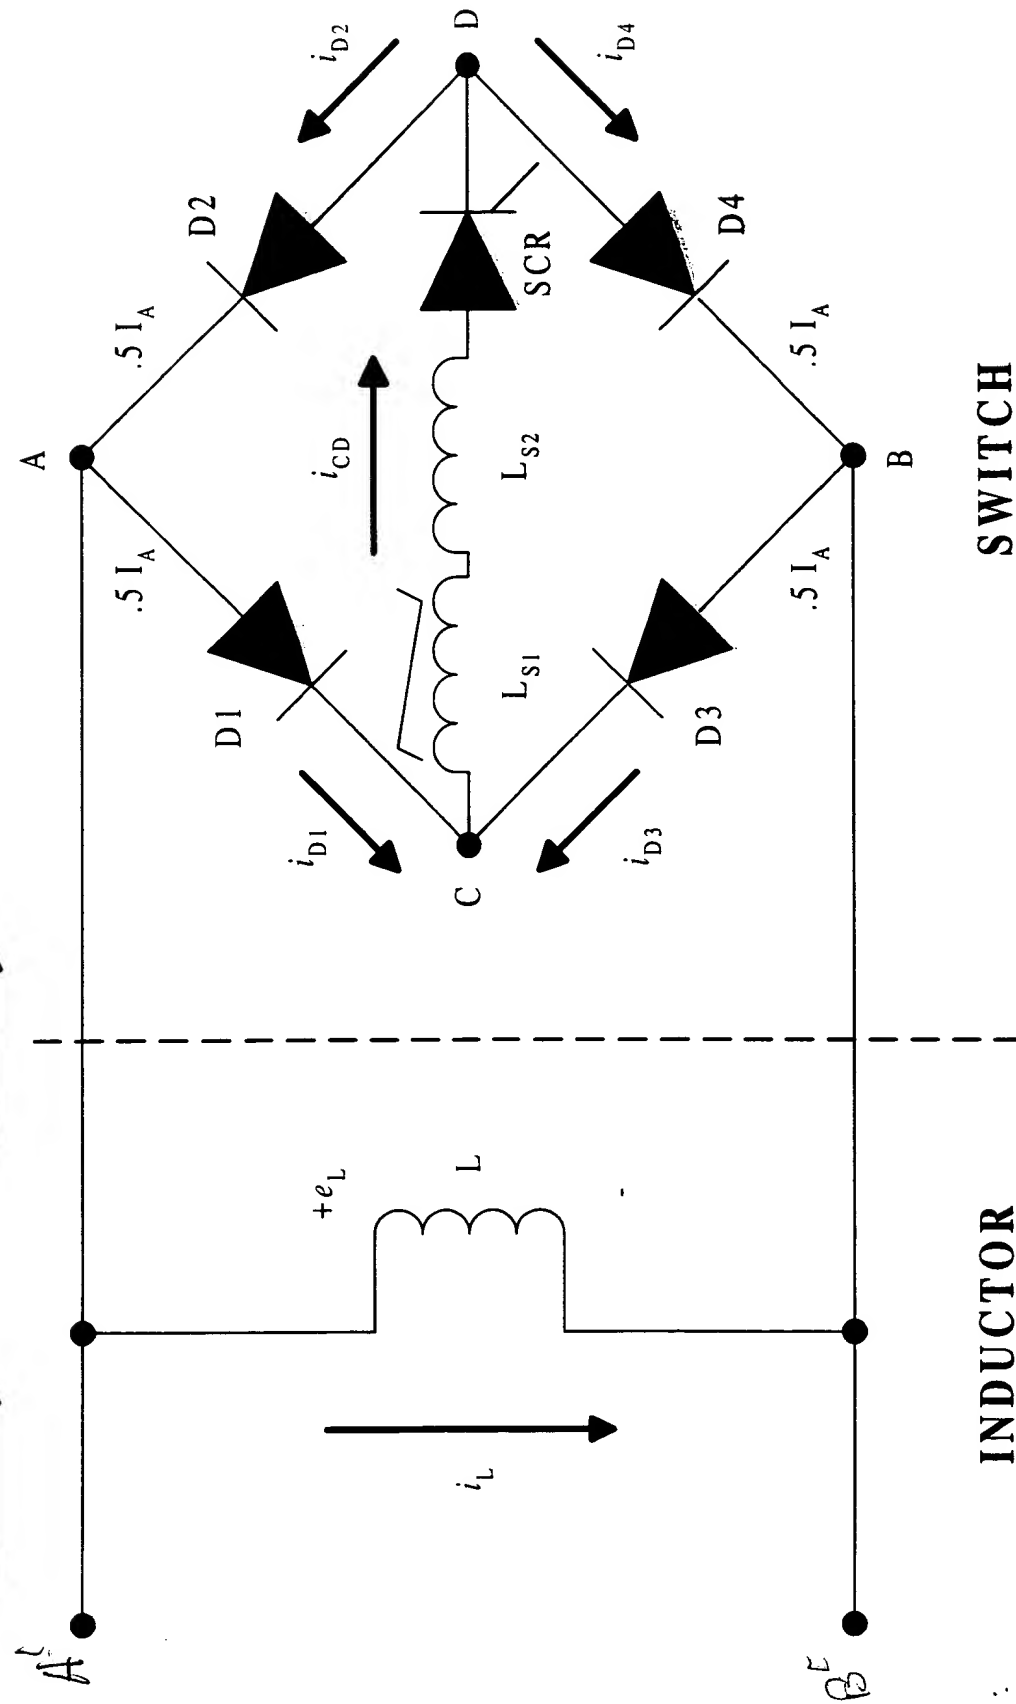 A
A'
.5 I_A
.5 I_A
D2
D1
i_D1
+e_L
i_CD
i_D2
i_L
L
C
D
L_S1
L_S2
SCR
-
i_D3
i_D4
D3
D4
.5 I_A
.5 I_A
B'
B
INDUCTOR
SWITCH